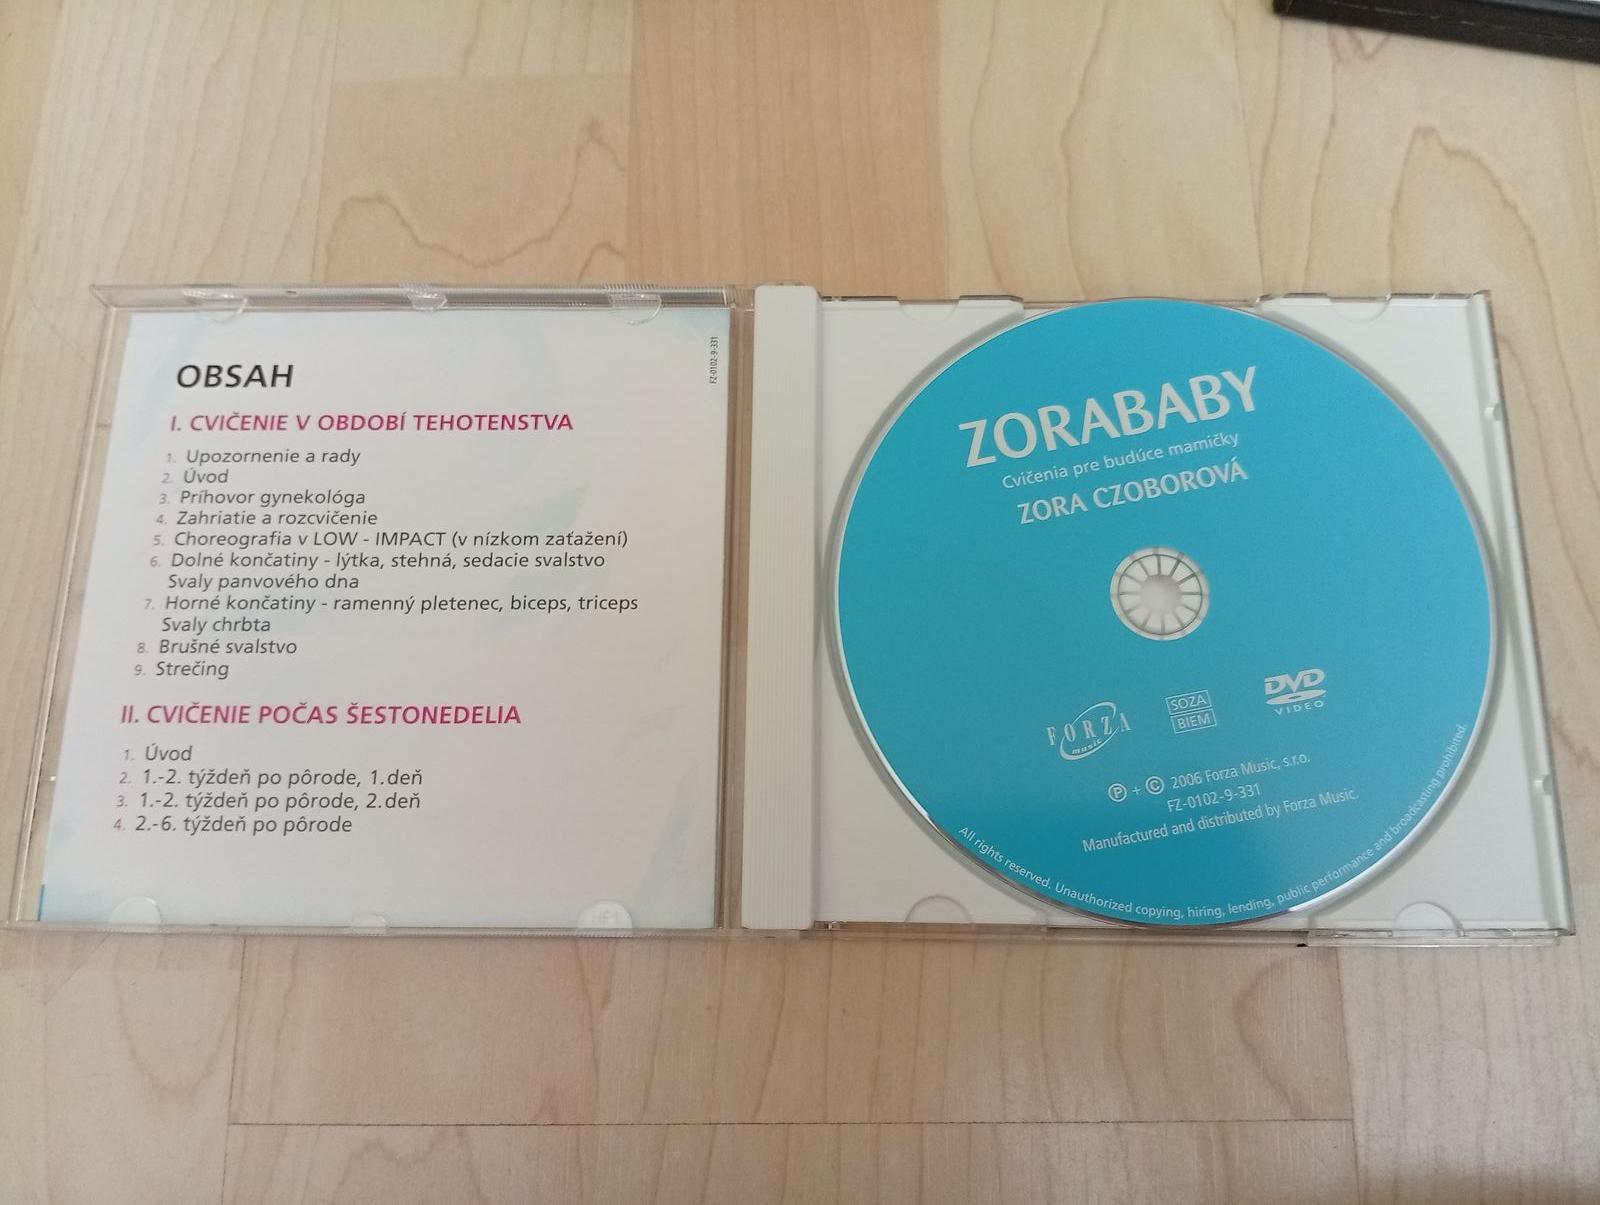 OBSAH
I. CVIČENIE V OBDOBÍ TEHOTENSTVA
1. Upozornenie a rady
2. Úvod
3. Príhovor gynekológa
4. Zahriatie a rozcvičenie
5. Choreografia v LOW - IMPACT (v nízkom zaťažení)
6. Dolné končatiny - lýtka, stehná, sedacie svalstvo
Svaly panvového dna
7. Horné končatiny - ramenný pletenec, biceps, triceps
Svaly chrbta
8. Brušné svalstvo
9. Strečing
II. CVIČENIE POČAS ŠESTONEDELIA
1. Úvod
2. 1.-2. týždeň po pôrode, 1.deň
3. 1.-2. týždeň po pôrode, 2.deň
4. 2.-6. týždeň po pôrode
FZ-0102-9-331
ZORABABY
Cvičenia pre budúce mamičky
ZORA CZOBOROVÁ
FORZA
music
SOZA
BIEM
DVD
VIDEO
Ⓟ + © 2006 Forza Music, s.r.o.
FZ-0102-9-331
Manufactured and distributed by Forza Music.
All rights reserved. Unauthorized copying, hiring, lending, public performance and broadcasting prohibited.